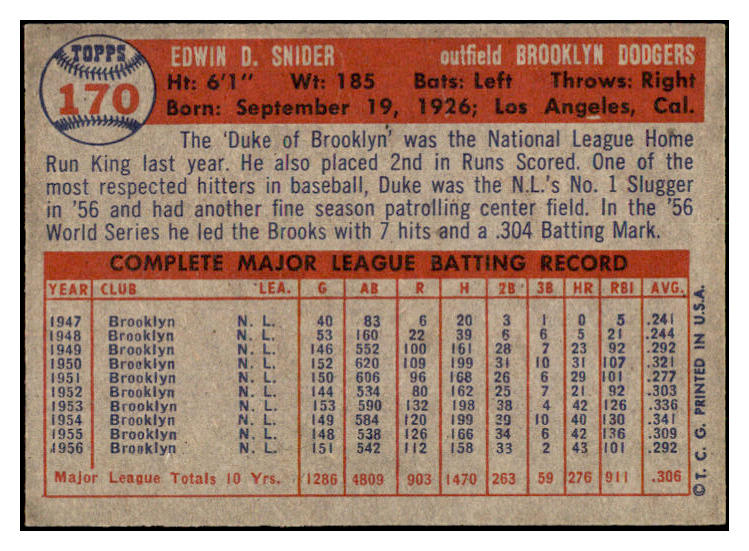 TOPPS
170
EDWIN D. SNIDER outfield BROOKLYN DODGERS
Ht: 6'1" Wt: 185 Bats: Left Throws: Right
Born: September 19, 1926; Los Angeles, Cal.
The 'Duke of Brooklyn' was the National League Home
Run King last year. He also placed 2nd in Runs Scored. One of the
most respected hitters in baseball, Duke was the N.L.'s No. 1 Slugger
in '56 and had another fine season patrolling center field. In the '56
World Series he led the Brooks with 7 hits and a .304 Batting Mark.
COMPLETE MAJOR LEAGUE BATTING RECORD
YEAR CLUB LEA. G AB R H 2B 3B HR RBI AVG.
1947 Brooklyn N. L. 40 83 6 20 3 1 0 5 .241
1948 Brooklyn N. L. 53 160 22 39 6 6 5 21 .244
1949 Brooklyn N. L. 146 552 100 161 28 7 23 92 .292
1950 Brooklyn N. L. 152 620 109 199 31 10 31 107 .321
1951 Brooklyn N. L. 150 606 96 168 26 6 29 101 .277
1952 Brooklyn N. L. 144 534 80 162 25 7 21 92 .303
1953 Brooklyn N. L. 153 590 132 198 38 4 42 126 .336
1954 Brooklyn N. L. 149 584 120 199 39 10 40 130 .341
1955 Brooklyn N. L. 148 538 126 166 34 6 42 136 .309
1956 Brooklyn N. L. 151 542 112 158 33 2 43 101 .292
Major League Totals 10 Yrs. 1286 4809 903 1470 263 59 276 911 .306
© T. C. G. PRINTED IN U.S.A.